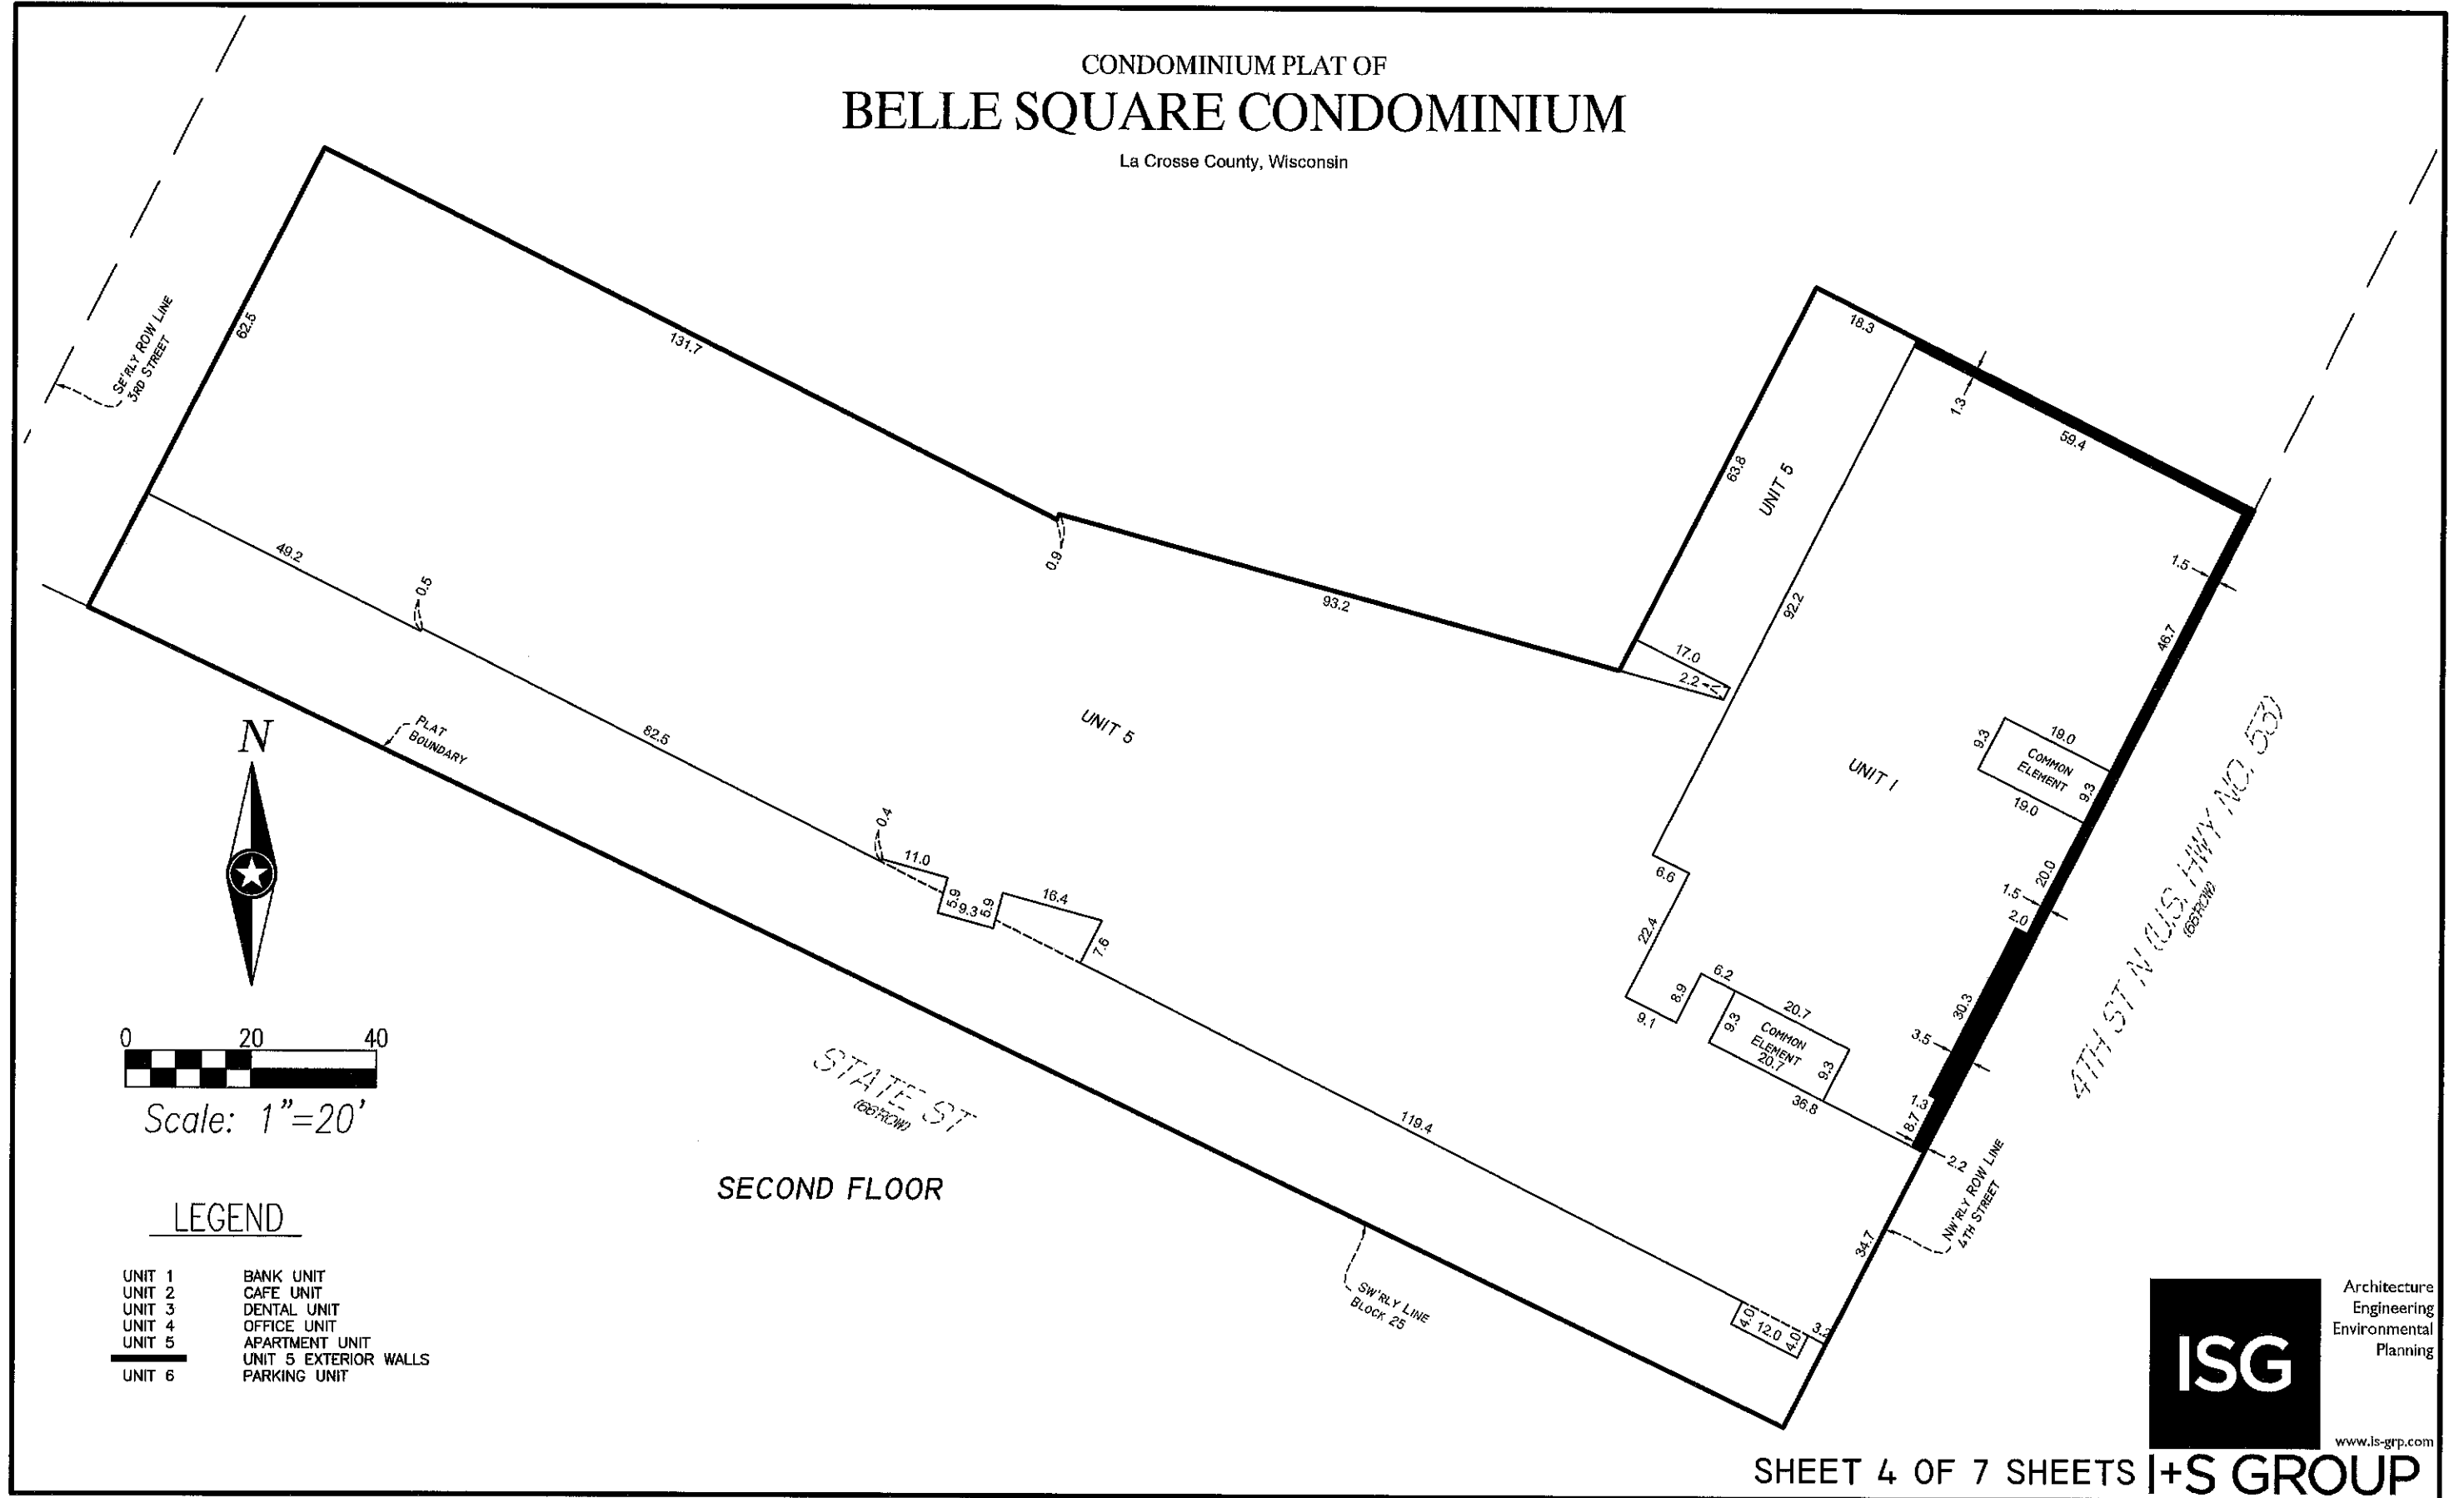 CONDOMINIUM PLAT OF
BELLE SQUARE CONDOMINIUM
La Crosse County, Wisconsin
SE'RLY ROW LINE
3RD STREET
62.5
131.7
18.3
1.3
59.4
63.8
UNIT 5
92.2
49.2
0.5
0.9
93.2
1.5
46.7
17.0
2.2
PLAT
BOUNDARY
82.5
UNIT 5
UNIT 1
9.3
19.0
COMMON
ELEMENT
9.3
19.0
N
0.4
11.0
5.9
9.3
5.9
16.4
7.6
6.6
22.4
20.0
1.5
2.0
4TH ST N (U.S. HWY NO. 53)
(66'ROW)
6.2
8.9
9.1
20.7
9.3
COMMON
ELEMENT
20.7
9.3
36.8
30.3
3.5
1.3
8.7
2.2
NW'RLY ROW LINE
4TH STREET
0 20 40
Scale: 1"=20'
STATE ST
(66'ROW)
119.4
SECOND FLOOR
34.7
SW'RLY LINE
BLOCK 25
4.0
12.0
4.0
3.2
LEGEND
UNIT 1 BANK UNIT
UNIT 2 CAFE UNIT
UNIT 3 DENTAL UNIT
UNIT 4 OFFICE UNIT
UNIT 5 APARTMENT UNIT
UNIT 5 EXTERIOR WALLS
UNIT 6 PARKING UNIT
ISG
Architecture
Engineering
Environmental
Planning
www.is-grp.com
SHEET 4 OF 7 SHEETS
I+S GROUP